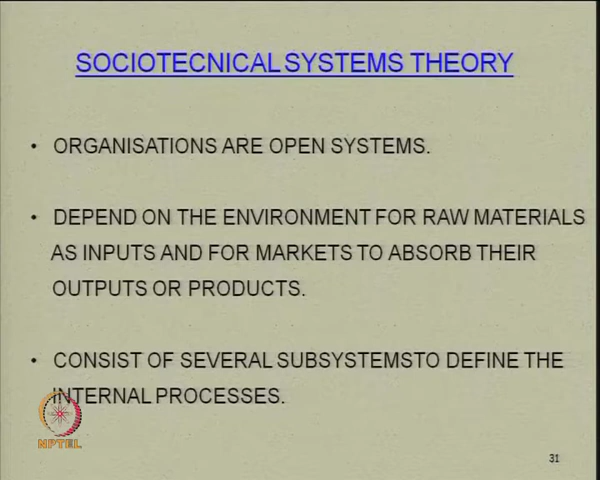 SOCIOTECNICAL SYSTEMS THEORY
• ORGANISATIONS ARE OPEN SYSTEMS.
• DEPEND ON THE ENVIRONMENT FOR RAW MATERIALS
AS INPUTS AND FOR MARKETS TO ABSORB THEIR
OUTPUTS OR PRODUCTS.
• CONSIST OF SEVERAL SUBSYSTEMSTO DEFINE THE
INTERNAL PROCESSES.
NPTEL
31